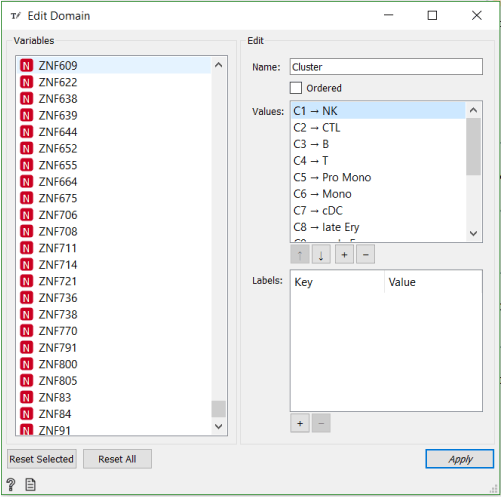 Edit Domain
Variables
N ZNF609
N ZNF622
N ZNF638
N ZNF639
N ZNF644
N ZNF652
N ZNF655
N ZNF664
N ZNF675
N ZNF706
N ZNF708
N ZNF711
N ZNF714
N ZNF721
N ZNF736
N ZNF738
N ZNF770
N ZNF791
N ZNF800
N ZNF805
N ZNF83
N ZNF84
N ZNF91
Reset Selected Reset All
Edit
Name: Cluster
Ordered
Values:
C1 → NK
C2 → CTL
C3 → B
C4 → T
C5 → Pro Mono
C6 → Mono
C7 → cDC
C8 → late Ery
↑ ↓ + −
Labels:
Key Value
+ −
Apply
?